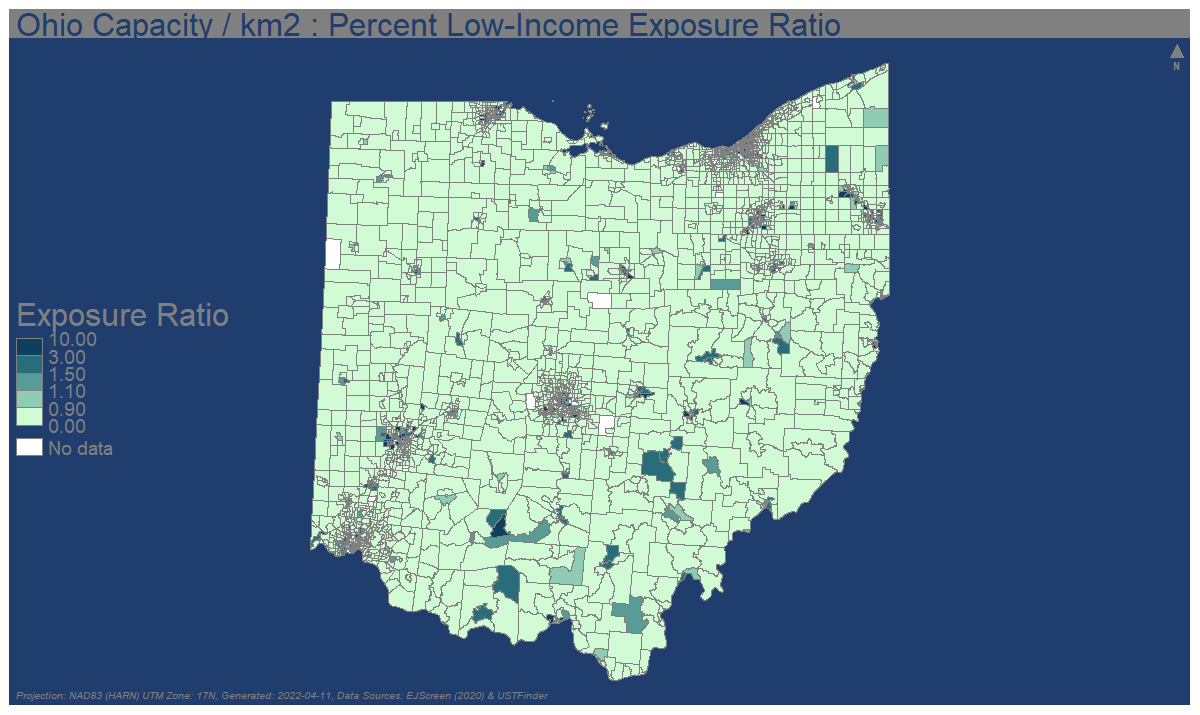 Ohio Capacity / km2 : Percent Low-Income Exposure Ratio
N
Exposure Ratio
10.00
3.00
1.50
1.10
0.90
0.00
No data
Projection: NAD83 (HARN) UTM Zone: 17N, Generated: 2022-04-11, Data Sources: EJScreen (2020) & USTFinder